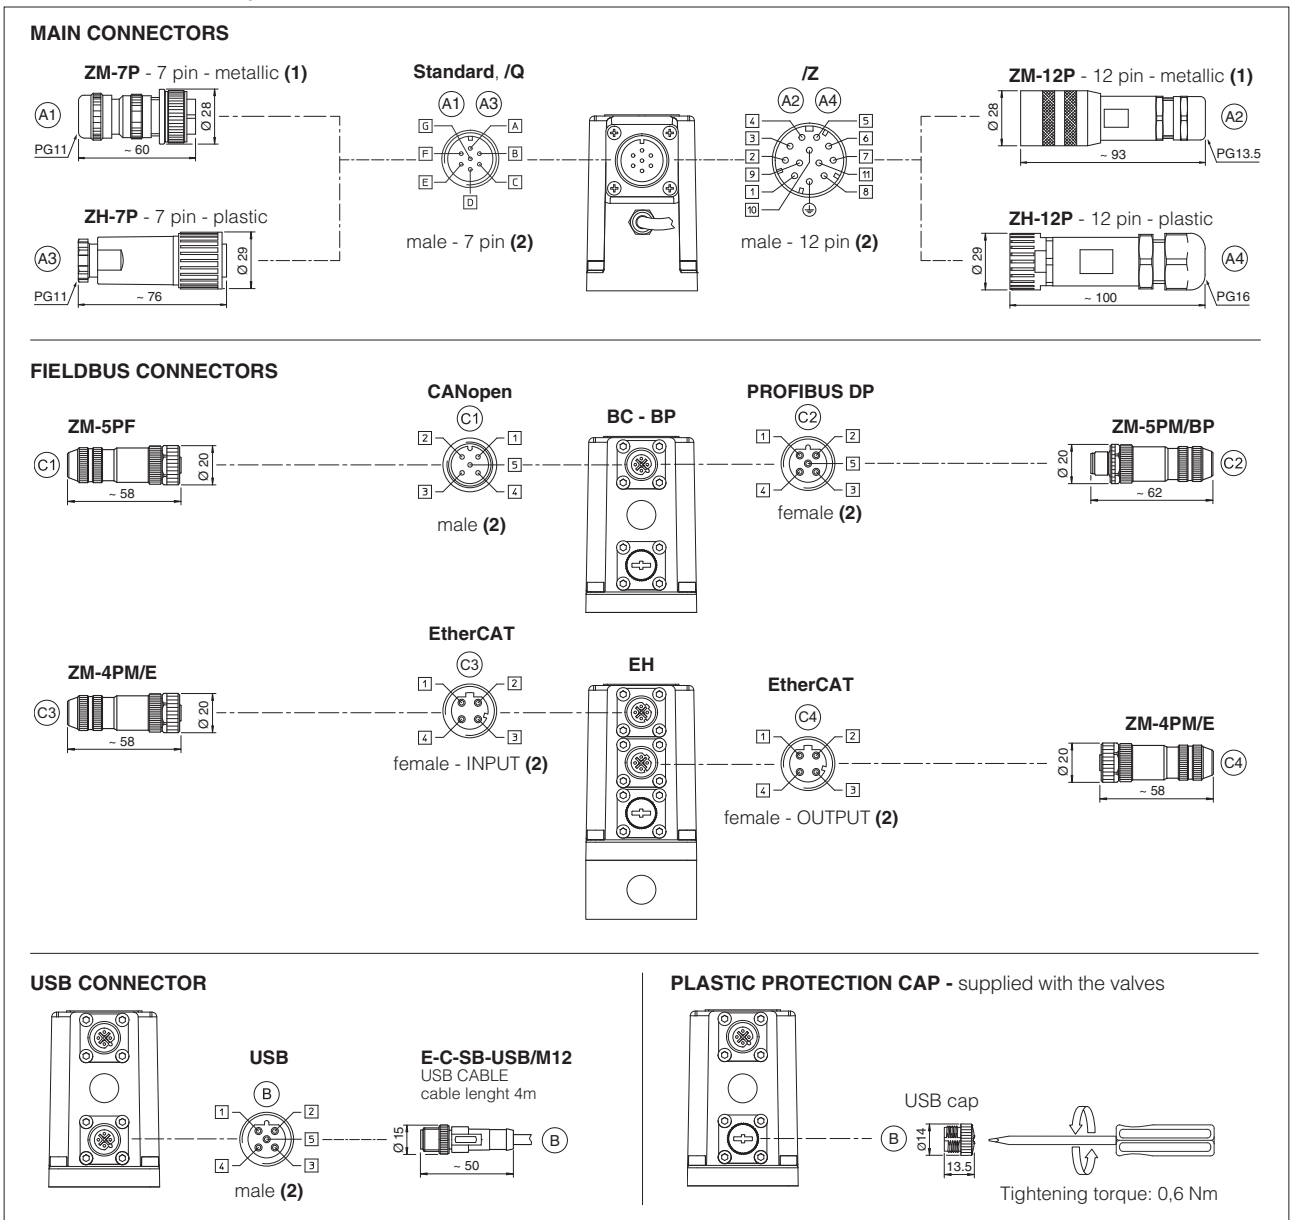 MAIN CONNECTORS
ZM-7P - 7 pin - metallic (1)
Standard, /Q
/Z
ZM-12P - 12 pin - metallic (1)
A1
Ø 28
PG11
~ 60
A1 A3
G
A
F
B
E
C
D
male - 7 pin (2)
A2 A4
4
5
3
6
2
7
9
11
1
8
10
male - 12 pin (2)
Ø 28
A2
~ 93
PG13.5
ZH-7P - 7 pin - plastic
A3
Ø 29
PG11
~ 76
ZH-12P - 12 pin - plastic
Ø 29
A4
~ 100
PG16
FIELDBUS CONNECTORS
CANopen
PROFIBUS DP
ZM-5PF
C1
BC - BP
C2
ZM-5PM/BP
C1
Ø 20
~ 58
2
1
5
3
4
male (2)
1
2
5
4
3
female (2)
Ø 20
C2
~ 62
EtherCAT
ZM-4PM/E
C3
EH
EtherCAT
C3
Ø 20
~ 58
1
2
4
3
female - INPUT (2)
C4
ZM-4PM/E
1
2
4
3
female - OUTPUT (2)
Ø 20
C4
~ 58
USB CONNECTOR
USB
B
1
2
5
4
3
male (2)
E-C-SB-USB/M12
USB CABLE
cable lenght 4m
Ø 15
B
~ 50
PLASTIC PROTECTION CAP - supplied with the valves
USB cap
B
Ø14
13.5
Tightening torque: 0,6 Nm